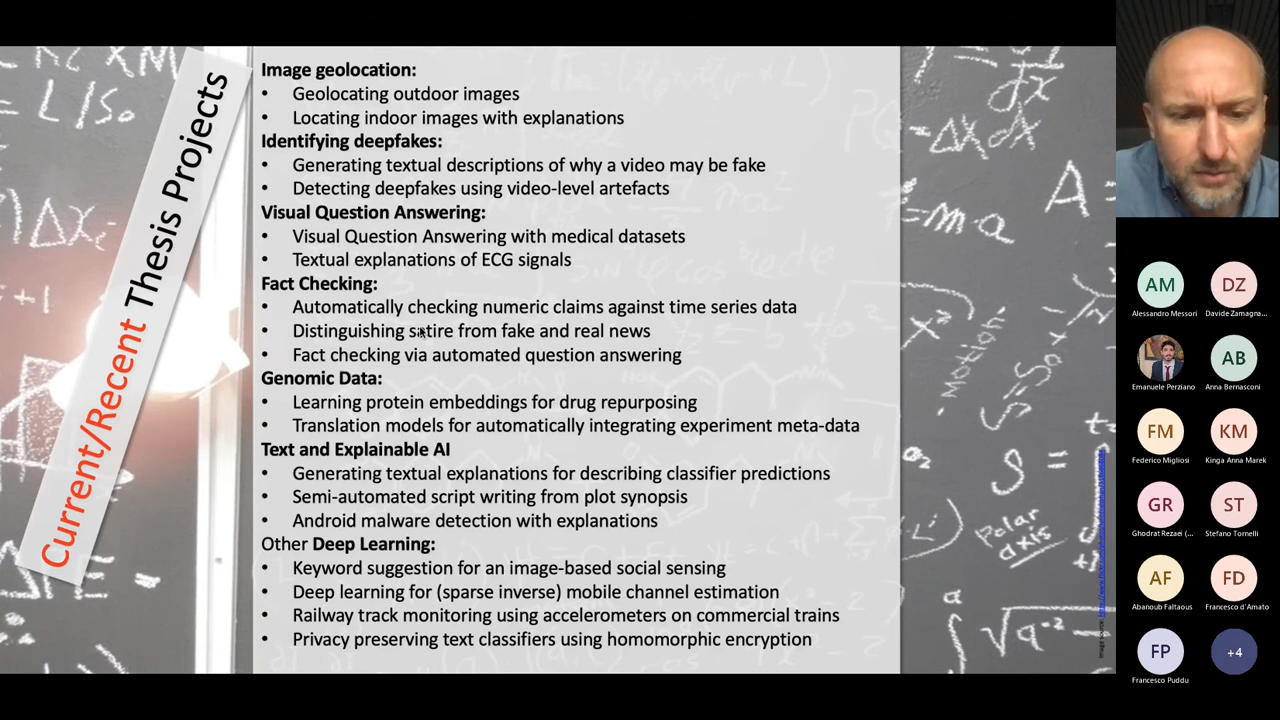 Current/Recent Thesis Projects
Image geolocation:
• Geolocating outdoor images
• Locating indoor images with explanations
Identifying deepfakes:
• Generating textual descriptions of why a video may be fake
• Detecting deepfakes using video-level artefacts
Visual Question Answering:
• Visual Question Answering with medical datasets
• Textual explanations of ECG signals
Fact Checking:
• Automatically checking numeric claims against time series data
• Distinguishing satire from fake and real news
• Fact checking via automated question answering
Genomic Data:
• Learning protein embeddings for drug repurposing
• Translation models for automatically integrating experiment meta-data
Text and Explainable AI
• Generating textual explanations for describing classifier predictions
• Semi-automated script writing from plot synopsis
• Android malware detection with explanations
Other Deep Learning:
• Keyword suggestion for an image-based social sensing
• Deep learning for (sparse inverse) mobile channel estimation
• Railway track monitoring using accelerometers on commercial trains
• Privacy preserving text classifiers using homomorphic encryption
Polar
axis
Motion
AM
Alessandro Messori
DZ
Davide Zamagna...
Emanuele Perziano
AB
Anna Bernasconi
FM
Federico Migliosi
KM
Kinga Anna Marek
GR
Ghodrat Rezaei (...
ST
Stefano Tornelli
AF
Abanoub Faltaous
FD
Francesco d'Amato
FP
Francesco Puddu
+4